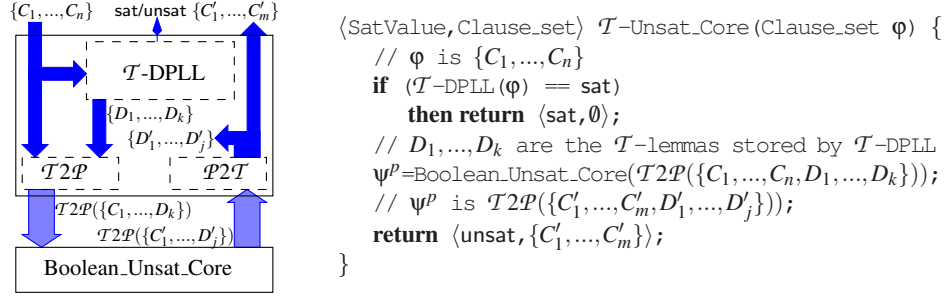 {C₁,...,Cₙ} sat/unsat {C′₁,...,C′ₘ}
𝒯-DPLL
{D₁,...,Dₖ}
{D′₁,...,D′ⱼ}
𝒯2𝒫 𝒫2𝒯
𝒯2𝒫({C₁,...,Dₖ})
𝒯2𝒫({C′₁,...,D′ⱼ})
Boolean_Unsat_Core
⟨SatValue,Clause_set⟩ 𝒯-Unsat_Core(Clause_set φ) {
// φ is {C₁,...,Cₙ}
if (𝒯-DPLL(φ) == sat)
then return ⟨sat,∅⟩;
// D₁,...,Dₖ are the 𝒯-lemmas stored by 𝒯-DPLL
ψᵖ=Boolean_Unsat_Core(𝒯2𝒫({C₁,...,Cₙ,D₁,...,Dₖ}));
// ψᵖ is 𝒯2𝒫({C′₁,...,C′ₘ,D′₁,...,D′ⱼ}));
return ⟨unsat,{C′₁,...,C′ₘ}⟩;
}